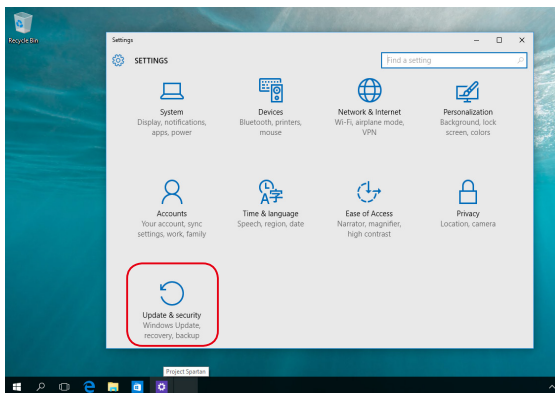 Recycle Bin
Settings
SETTINGS
Find a setting
System
Display, notifications,
apps, power
Devices
Bluetooth, printers,
mouse
Network & Internet
Wi-Fi, airplane mode,
VPN
Personalization
Background, lock
screen, colors
Accounts
Your account, sync
settings, work, family
Time & language
Speech, region, date
Ease of Access
Narrator, magnifier,
high contrast
Privacy
Location, camera
Update & security
Windows Update,
recovery, backup
Project Spartan